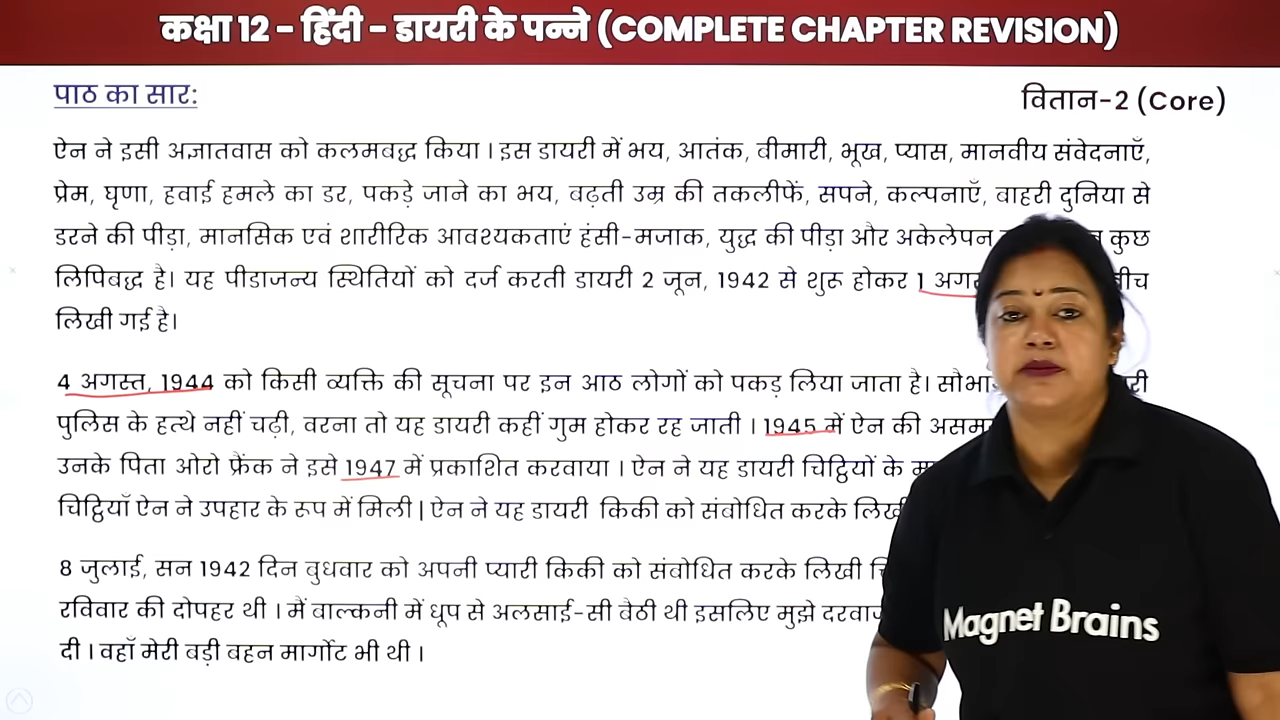 कक्षा 12 - हिंदी - डायरी के पन्ने (COMPLETE CHAPTER REVISION)
पाठ का सार:
वितान-2 (Core)
ऐन ने इसी अज्ञातवास को कलमबद्ध किया । इस डायरी में भय, आतंक, बीमारी, भूख, प्यास, मानवीय संवेदनाएँ,
प्रेम, घृणा, हवाई हमले का डर, पकड़े जाने का भय, बढ़ती उम्र की तकलीफें, सपने, कल्पनाएँ, बाहरी दुनिया से
डरने की पीड़ा, मानसिक एवं शारीरिक आवश्यकताएं हंसी-मजाक, युद्ध की पीड़ा और अकेलेपन कुछ
लिपिबद्ध है। यह पीडाजन्य स्थितियों को दर्ज करती डायरी 2 जून, 1942 से शुरू होकर 1
लिखी गई है।
4 अगस्त, 1944 को किसी व्यक्ति की सूचना पर इन आठ लोगों को पकड़ लिया जाता है।
पुलिस के हत्थे नहीं चढ़ी, वरना तो यह डायरी कहीं गुम होकर रह जाती । 1945 में ऐन की
उनके पिता ओरो फ्रैंक ने इसे 1947 में प्रकाशित करवाया । ऐन ने यह डायरी चिट्ठियों के
चिट्ठियाँ ऐन ने उपहार के रूप में मिली | ऐन ने यह डायरी किकी को संबोधित करके
8 जुलाई, सन 1942 दिन वुधवार को अपनी प्यारी किकी को संबोधित करके लिखी
रविवार की दोपहर थी । मैं बाल्कनी में धूप से अलसाई-सी बैठी थी इसलिए मुझे
दी । वहाँ मेरी बड़ी बहन मार्गोट भी थी ।
Magnet Brains